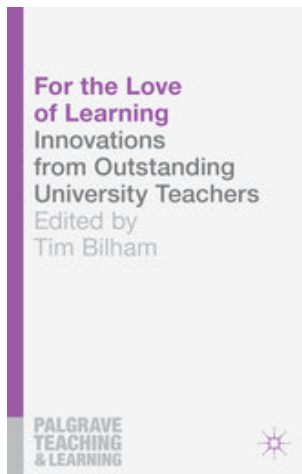 For the Love
of Learning
Innovations
from Outstanding
University Teachers
Edited by
Tim Bilham
PALGRAVE
TEACHING
& LEARNING